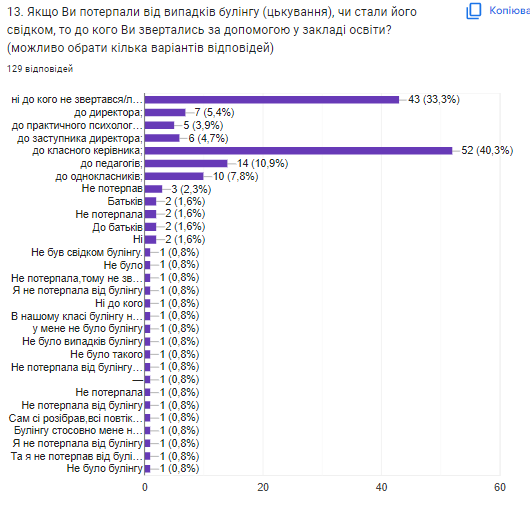 13. Якщо Ви потерпали від випадків булінгу (цькування), чи стали його
Копіюва
свідком, то до кого Ви звертались за допомогою у закладі освіти?
(можливо обрати кілька варіантів відповідей)
129 відповідей
ні до кого не звертався/л… 43 (33,3%)
до директора; 7 (5,4%)
до практичного психолог… 5 (3,9%)
до заступника директора; 6 (4,7%)
до класного керівника; 52 (40,3%)
до педагогів; 14 (10,9%)
до однокласників; 10 (7,8%)
Не потерпав 3 (2,3%)
Батьків 2 (1,6%)
Не потерпала 2 (1,6%)
До батьків 2 (1,6%)
Ні 2 (1,6%)
Не був свідком булінгу. 1 (0,8%)
Не було 1 (0,8%)
Не потерпала,тому не зв… 1 (0,8%)
Я не потерпала від булінгу 1 (0,8%)
Ні до кого 1 (0,8%)
В нашому класі булінгу н… 1 (0,8%)
у мене не було булінгу 1 (0,8%)
Не було випадків булінгу 1 (0,8%)
Не було такого 1 (0,8%)
Не потерпала від булінгу… 1 (0,8%)
— 1 (0,8%)
Не потерпала 1 (0,8%)
Не потерпіла від булінгу 1 (0,8%)
Сам сі розібрав,всі повтік… 1 (0,8%)
Булінгу стосовно мене н… 1 (0,8%)
Я не потерпала від булінгу 1 (0,8%)
Та я не потерпав від булі… 1 (0,8%)
Не було булінгу 1 (0,8%)
0 20 40 60